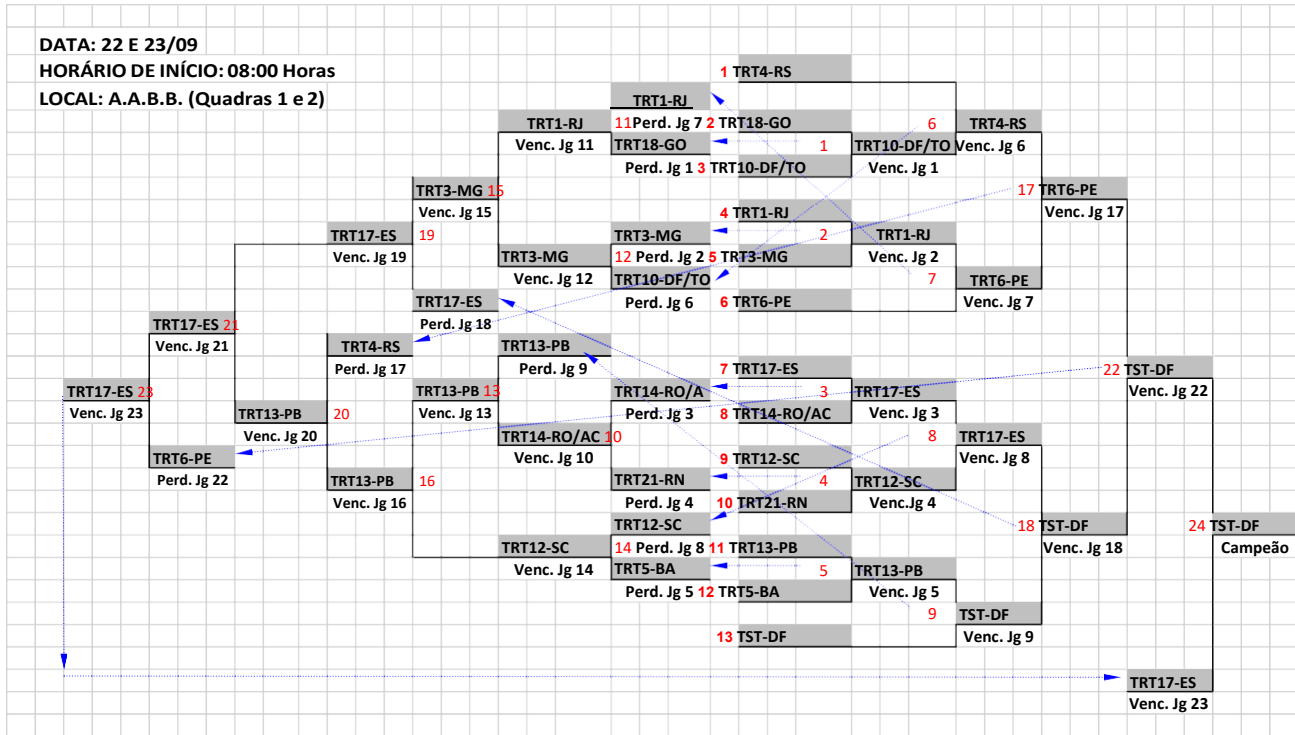 DATA: 22 E 23/09
HORÁRIO DE INÍCIO: 08:00 Horas
LOCAL: A.A.B.B. (Quadras 1 e 2)
1 TRT4-RS
TRT1-RJ
TRT1-RJ 11 Perd. Jg 7 2 TRT18-GO 6 TRT4-RS
Venc. Jg 11 TRT18-GO 1 TRT10-DF/TO Venc. Jg 6
Perd. Jg 1 3 TRT10-DF/TO Venc. Jg 1
TRT3-MG 15 17 TRT6-PE
Venc. Jg 15 4 TRT1-RJ Venc. Jg 17
TRT17-ES 19 TRT3-MG 2 TRT1-RJ
Venc. Jg 19 TRT3-MG 12 Perd. Jg 2 5 TRT3-MG Venc. Jg 2
Venc. Jg 12 TRT10-DF/TO 7 TRT6-PE
TRT17-ES Perd. Jg 6 6 TRT6-PE Venc. Jg 7
TRT17-ES 21 Perd. Jg 18
Venc. Jg 21 TRT4-RS TRT13-PB
Perd. Jg 17 Perd. Jg 9 7 TRT17-ES 22 TST-DF
TRT17-ES 23 TRT13-PB 13 TRT14-RO/A 3 TRT17-ES Venc. Jg 22
Venc. Jg 23 TRT13-PB 20 Venc. Jg 13 Perd. Jg 3 8 TRT14-RO/AC Venc. Jg 3
Venc. Jg 20 TRT14-RO/AC 10 8 TRT17-ES
TRT6-PE Venc. Jg 10 9 TRT12-SC Venc. Jg 8
Perd. Jg 22 TRT13-PB 16 TRT21-RN 4 TRT12-SC
Venc. Jg 16 Perd. Jg 4 10 TRT21-RN Venc.Jg 4
TRT12-SC 18 TST-DF 24 TST-DF
TRT12-SC 14 Perd. Jg 8 11 TRT13-PB Venc. Jg 18 Campeão
Venc. Jg 14 TRT5-BA 5 TRT13-PB
Perd. Jg 5 12 TRT5-BA Venc. Jg 5
9 TST-DF
13 TST-DF Venc. Jg 9
TRT17-ES
Venc. Jg 23